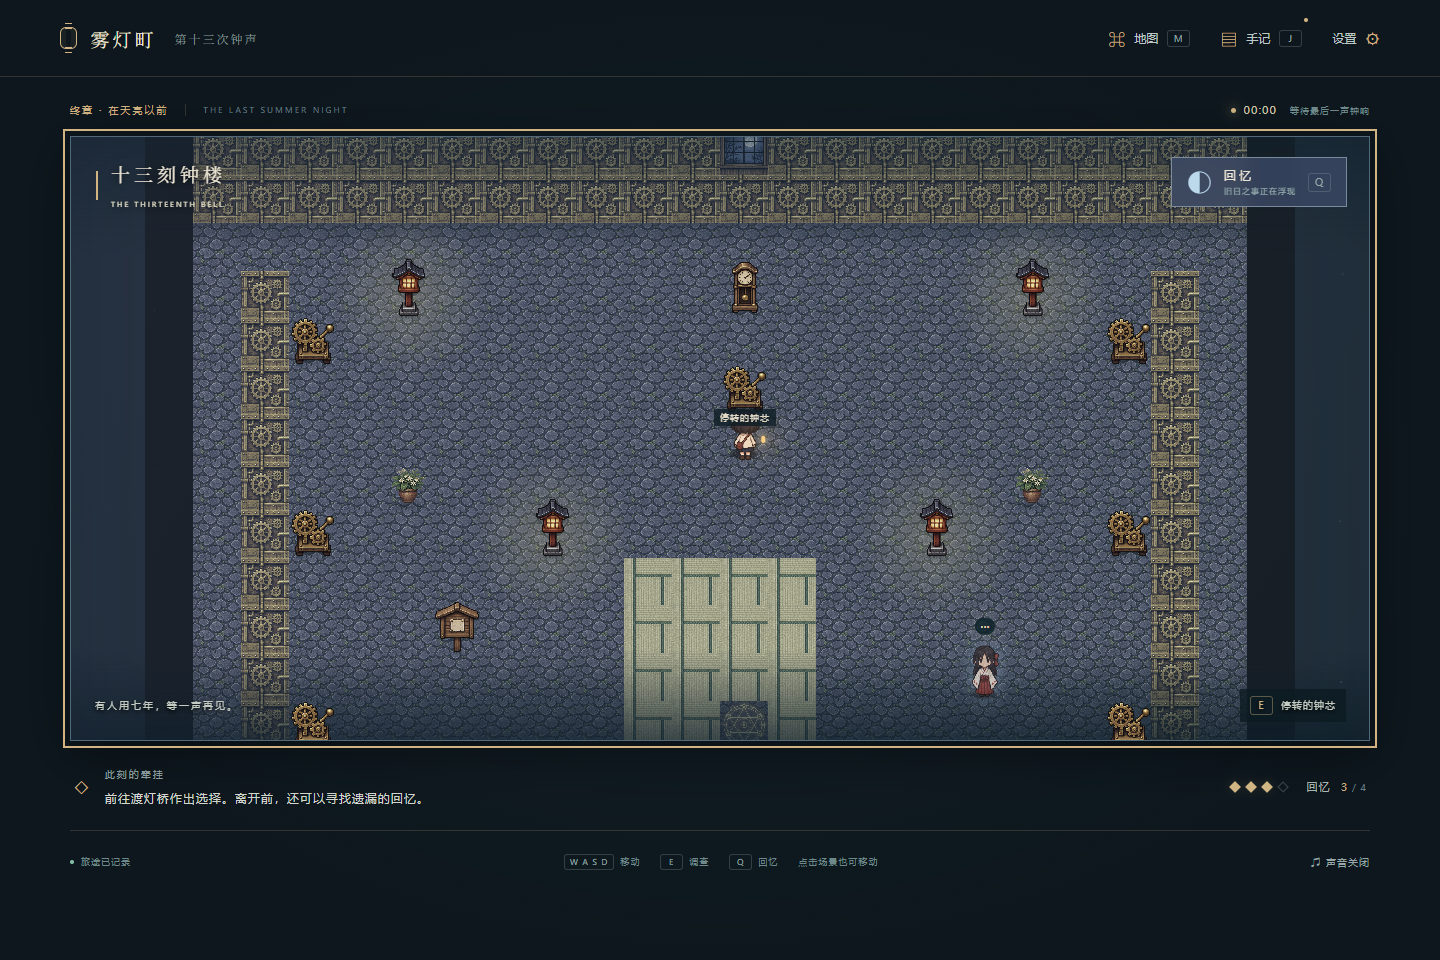 雾灯町
第十三次钟声
地图 M
手记 J
设置
终章 · 在天亮以前
THE LAST SUMMER NIGHT
00:00 等待最后一声钟响
十三刻钟楼
THE THIRTEENTH BELL
回忆
旧日之事正在浮现
Q
停转的钟芯
有人用七年，等一声再见。
E 停转的钟芯
此刻的牵挂
前往渡灯桥作出选择。离开前，还可以寻找遗漏的回忆。
回忆 3 / 4
旅途已记录
WASD 移动 E 调查 Q 回忆 点击场景也可移动
声音关闭